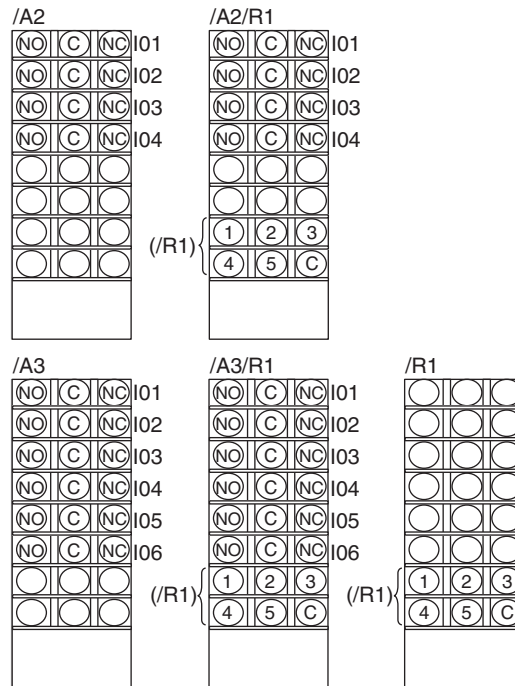 /A2 /A2/R1
NO C NC I01 NO C NC I01
NO C NC I02 NO C NC I02
NO C NC I03 NO C NC I03
NO C NC I04 NO C NC I04
(/R1) 1 2 3
4 5 C
/A3 /A3/R1 /R1
NO C NC I01 NO C NC I01
NO C NC I02 NO C NC I02
NO C NC I03 NO C NC I03
NO C NC I04 NO C NC I04
NO C NC I05 NO C NC I05
NO C NC I06 NO C NC I06
(/R1) 1 2 3 (/R1) 1 2 3
4 5 C 4 5 C